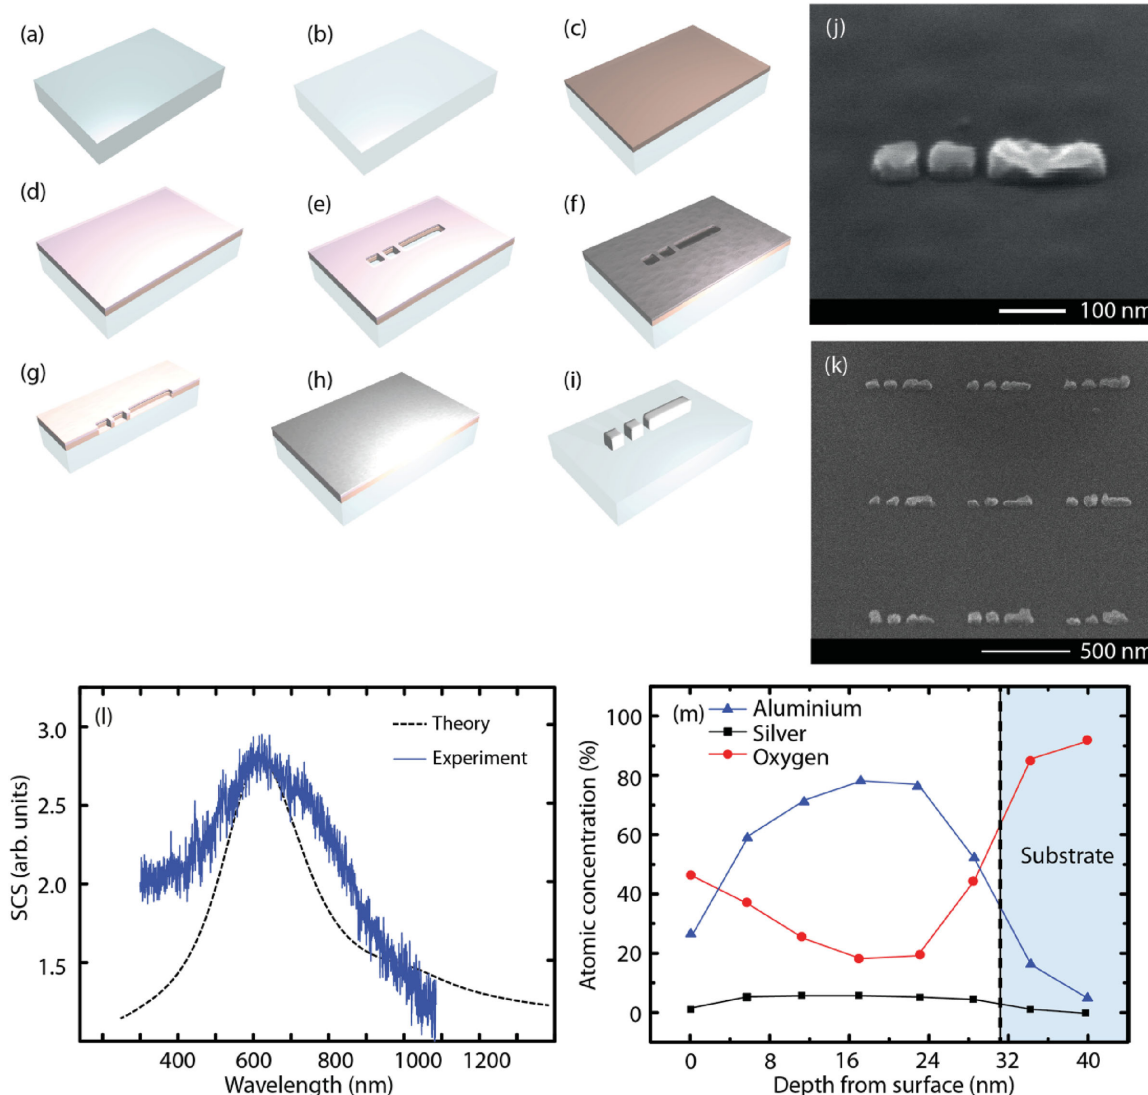 (a)
(b)
(c)
(d)
(e)
(f)
(g)
(h)
(i)
(j)
100 nm
(k)
500 nm
(l)
Theory
Experiment
3.0
2.5
2.0
1.5
SCS (arb. units)
400 600 800 1000 1200
Wavelength (nm)
(m)
Aluminium
Silver
Oxygen
Substrate
100
80
60
40
20
0
Atomic concentration (%)
0 8 16 24 32 40
Depth from surface (nm)